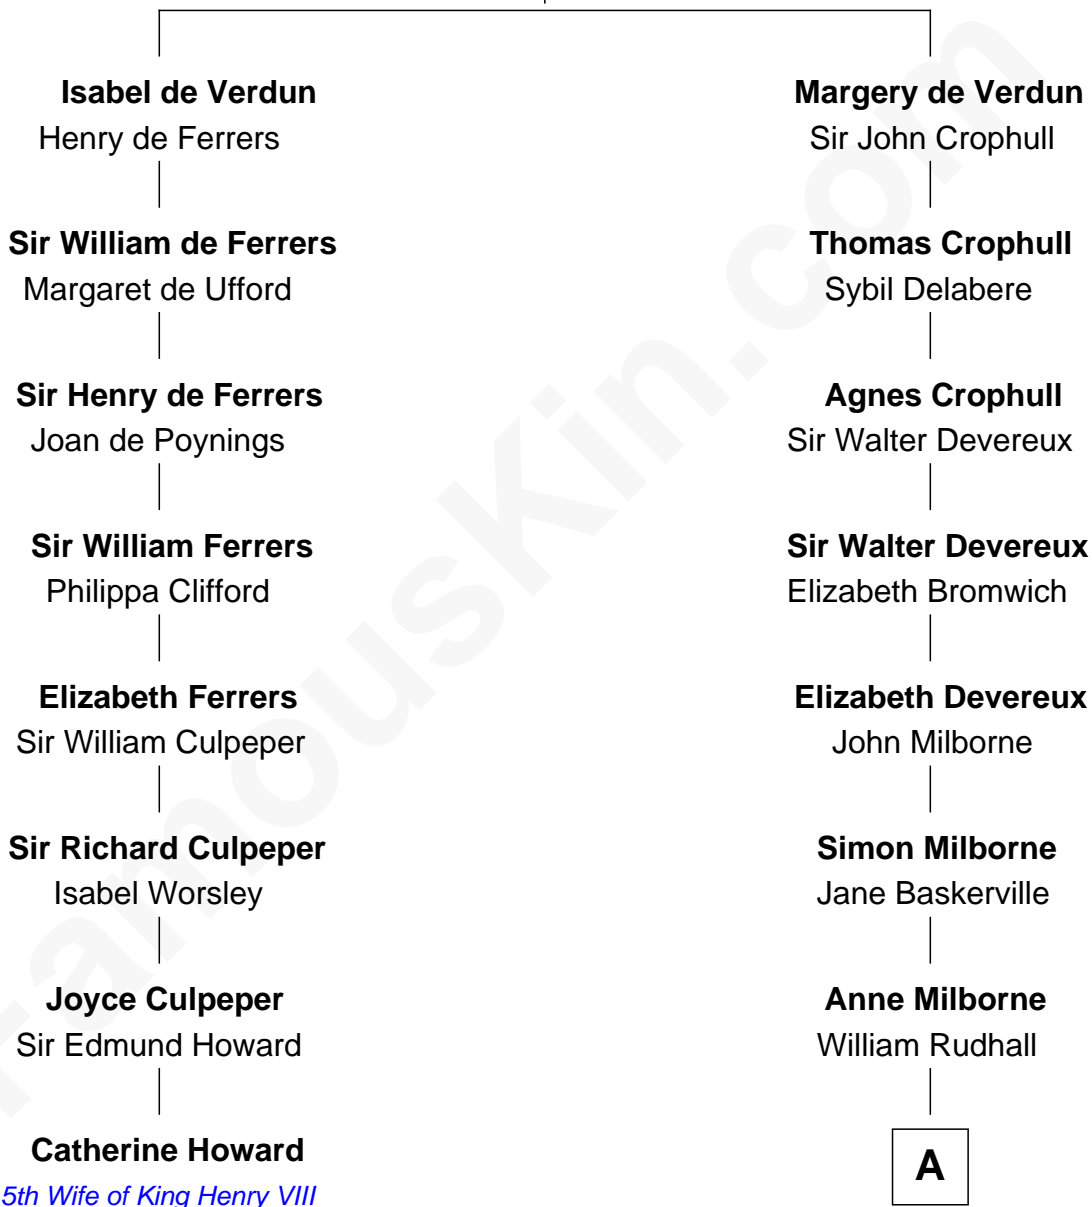 Isabel de Verdun
Henry de Ferrers
Sir William de Ferrers
Margaret de Ufford
Sir Henry de Ferrers
Joan de Poynings
Sir William Ferrers
Philippa Clifford
Elizabeth Ferrers
Sir William Culpeper
Sir Richard Culpeper
Isabel Worsley
Joyce Culpeper
Sir Edmund Howard
Catherine Howard
5th Wife of King Henry VIII
Margery de Verdun
Sir John Crophull
Thomas Crophull
Sybil Delabere
Agnes Crophull
Sir Walter Devereux
Sir Walter Devereux
Elizabeth Bromwich
Elizabeth Devereux
John Milborne
Simon Milborne
Jane Baskerville
Anne Milborne
William Rudhall
A
FamousKin.com